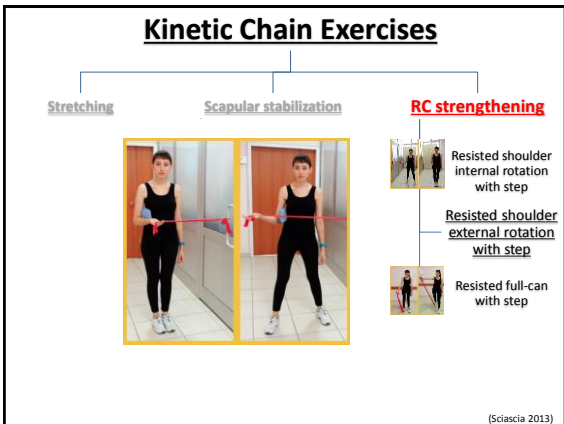 Kinetic Chain Exercises
Stretching
Scapular stabilization
RC strengthening
Resisted shoulder
internal rotation
with step
Resisted shoulder
external rotation
with step
Resisted full-can
with step
(Sciascia 2013)